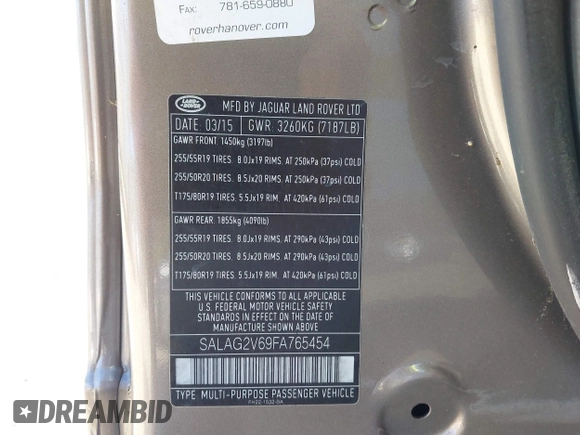 FAX: 781-659-0880
roverhanover.com
LAND ROVER
MFD BY JAGUAR LAND ROVER LTD
DATE: 03/15 GWR. 3260KG (7187LB)
GAWR FRONT. 1450kg (3197lb)
255/55R19 TIRES. 8.0Jx19 RIMS. AT 250kPa (37psi) COLD
255/50R20 TIRES. 8.5Jx20 RIMS. AT 250kPa (37psi) COLD
T175/80R19 TIRES. 5.5Jx19 RIM. AT 420kPa (61psi) COLD
GAWR REAR. 1855kg (4090lb)
255/55R19 TIRES. 8.0Jx19 RIMS. AT 290kPa (43psi) COLD
255/50R20 TIRES. 8.5Jx20 RIMS. AT 290kPa (43psi) COLD
T175/80R19 TIRES. 5.5Jx19 RIM. AT 420kPa (61psi) COLD
THIS VEHICLE CONFORMS TO ALL APPLICABLE
U.S. FEDERAL MOTOR VEHICLE SAFETY
STANDARDS IN EFFECT ON THE DATE OF
MANUFACTURE SHOWN ABOVE.
SALAG2V69FA765454
TYPE: MULTI-PURPOSE PASSENGER VEHICLE
DREAMBID